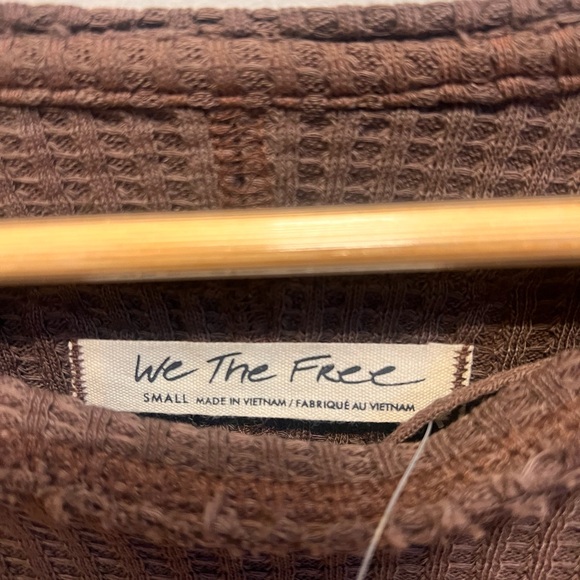 We The Free
SMALL MADE IN VIETNAM / FABRIQUÉ AU VIETNAM